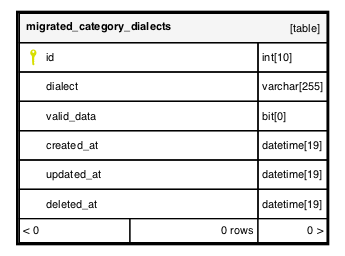 migrated_category_dialects [table]
id int[10]
dialect varchar[255]
valid_data bit[0]
created_at datetime[19]
updated_at datetime[19]
deleted_at datetime[19]
< 0 0 rows 0 >